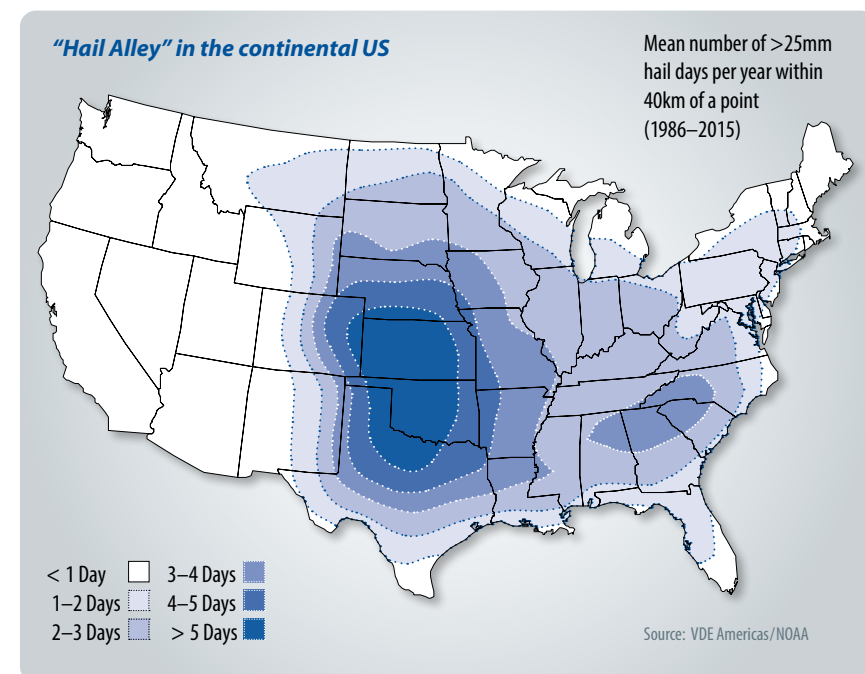 “Hail Alley” in the continental US
Mean number of >25mm
hail days per year within
40km of a point
(1986–2015)
< 1 Day
1–2 Days
2–3 Days
3–4 Days
4–5 Days
> 5 Days
Source: VDE Americas/NOAA